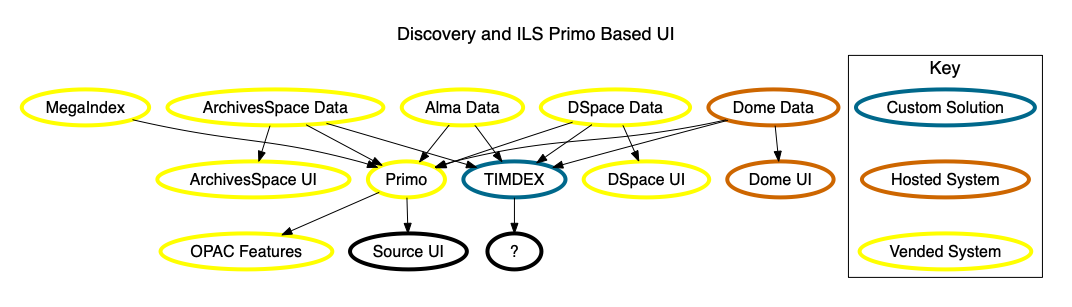 Discovery and ILS Primo Based UI
Key
MegaIndex
ArchivesSpace Data
Alma Data
DSpace Data
Dome Data
Custom Solution
ArchivesSpace UI
Primo
TIMDEX
DSpace UI
Dome UI
Hosted System
OPAC Features
Source UI
?
Vended System